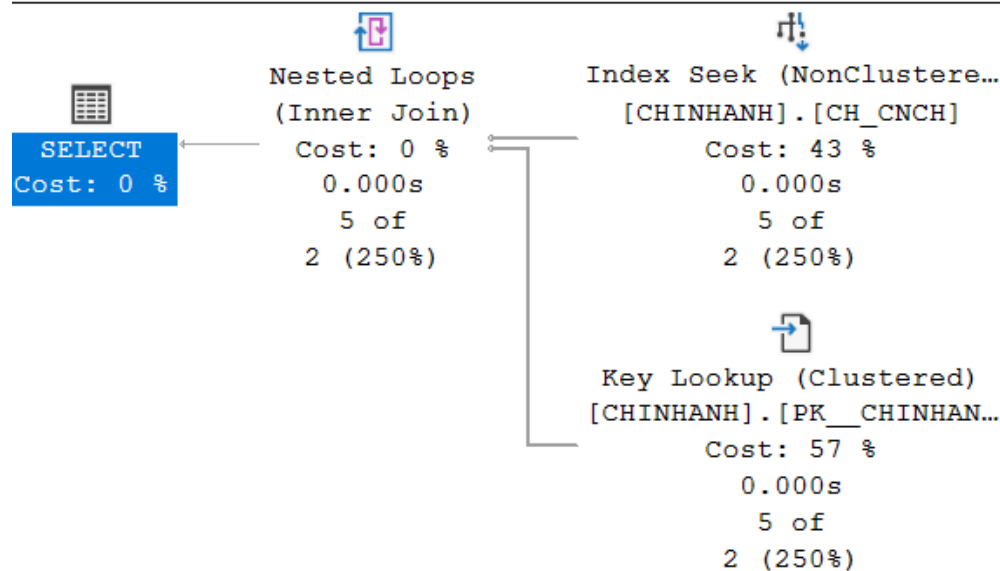 SELECT
Cost: 0 %
Nested Loops
(Inner Join)
Cost: 0 %
0.000s
5 of
2 (250%)
Index Seek (NonClustere…
[CHINHANH].[CH_CNCH]
Cost: 43 %
0.000s
5 of
2 (250%)
Key Lookup (Clustered)
[CHINHANH].[PK__CHINHAN…
Cost: 57 %
0.000s
5 of
2 (250%)